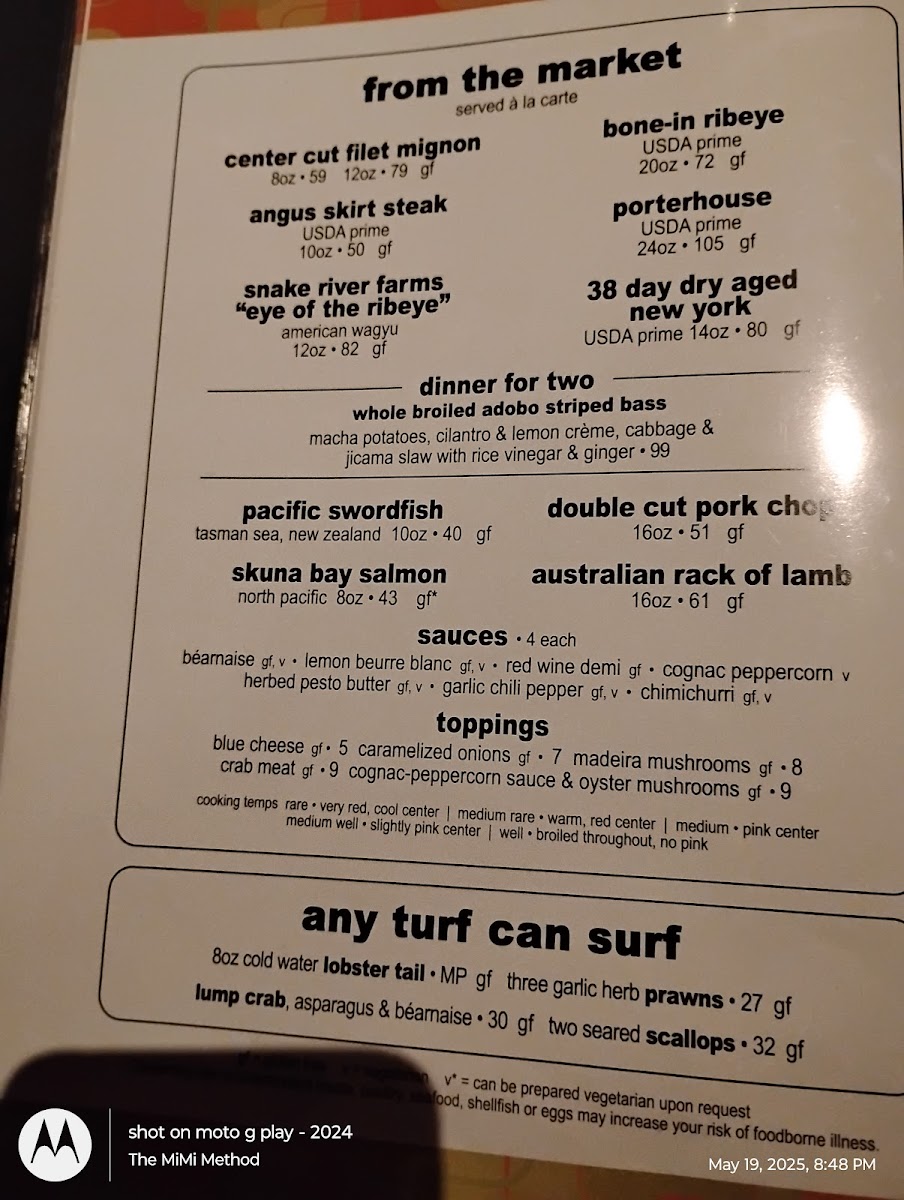 from the market
served à la carte
center cut filet mignon
8oz • 59 12oz • 79 gf
angus skirt steak
USDA prime
10oz • 50 gf
snake river farms
“eye of the ribeye”
american wagyu
12oz • 82 gf
bone-in ribeye
USDA prime
20oz • 72 gf
porterhouse
USDA prime
24oz • 105 gf
38 day dry aged
new york
USDA prime 14oz • 80 gf
dinner for two
whole broiled adobo striped bass
macha potatoes, cilantro & lemon crème, cabbage &
jicama slaw with rice vinegar & ginger • 99
pacific swordfish
tasman sea, new zealand 10oz • 40 gf
skuna bay salmon
north pacific 8oz • 43 gf*
double cut pork chop
16oz • 51 gf
australian rack of lamb
16oz • 61 gf
sauces • 4 each
béarnaise gf, v • lemon beurre blanc gf, v • red wine demi gf • cognac peppercorn v
herbed pesto butter gf, v • garlic chili pepper gf, v • chimichurri gf, v
toppings
blue cheese gf • 5 caramelized onions gf • 7 madeira mushrooms gf • 8
crab meat gf • 9 cognac-peppercorn sauce & oyster mushrooms gf • 9
cooking temps rare • very red, cool center | medium rare • warm, red center | medium • pink center
medium well • slightly pink center | well • broiled throughout, no pink
any turf can surf
8oz cold water lobster tail • MP gf three garlic herb prawns • 27 gf
lump crab, asparagus & béarnaise • 30 gf two seared scallops • 32 gf
v* = can be prepared vegetarian upon request
seafood, shellfish or eggs may increase your risk of foodborne illness.
shot on moto g play - 2024
The MiMi Method
May 19, 2025, 8:48 PM